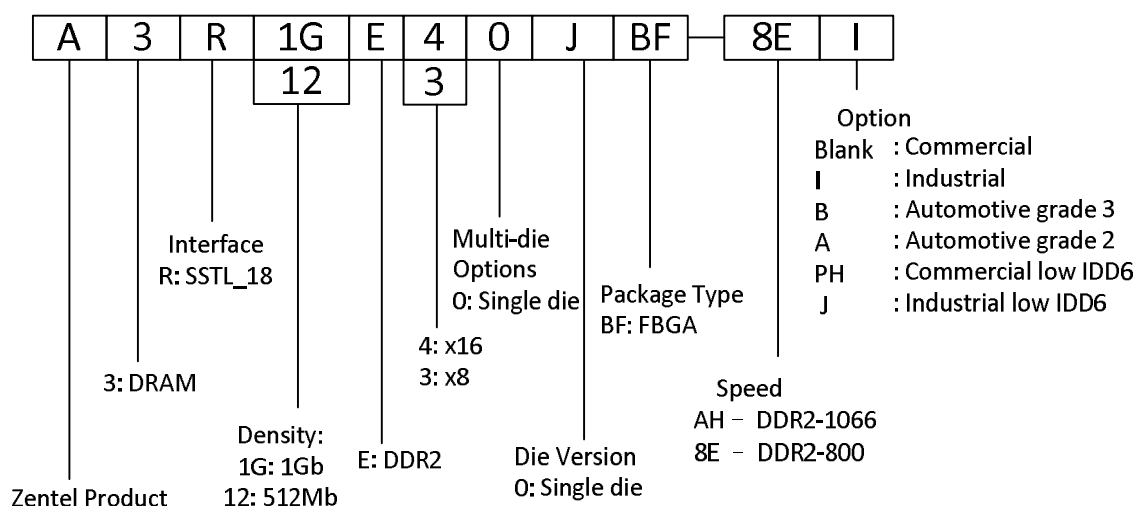 A 3 R 1G E 4 0 J BF 8E I
12 3
Option
Blank : Commercial
I : Industrial
B : Automotive grade 3
A : Automotive grade 2
PH : Commercial low IDD6
J : Industrial low IDD6
Interface
R: SSTL_18
Multi-die
Options
0: Single die
Package Type
BF: FBGA
4: x16
3: x8
3: DRAM
Speed
AH – DDR2-1066
8E – DDR2-800
Density:
1G: 1Gb
12: 512Mb
E: DDR2
Die Version
0: Single die
Zentel Product